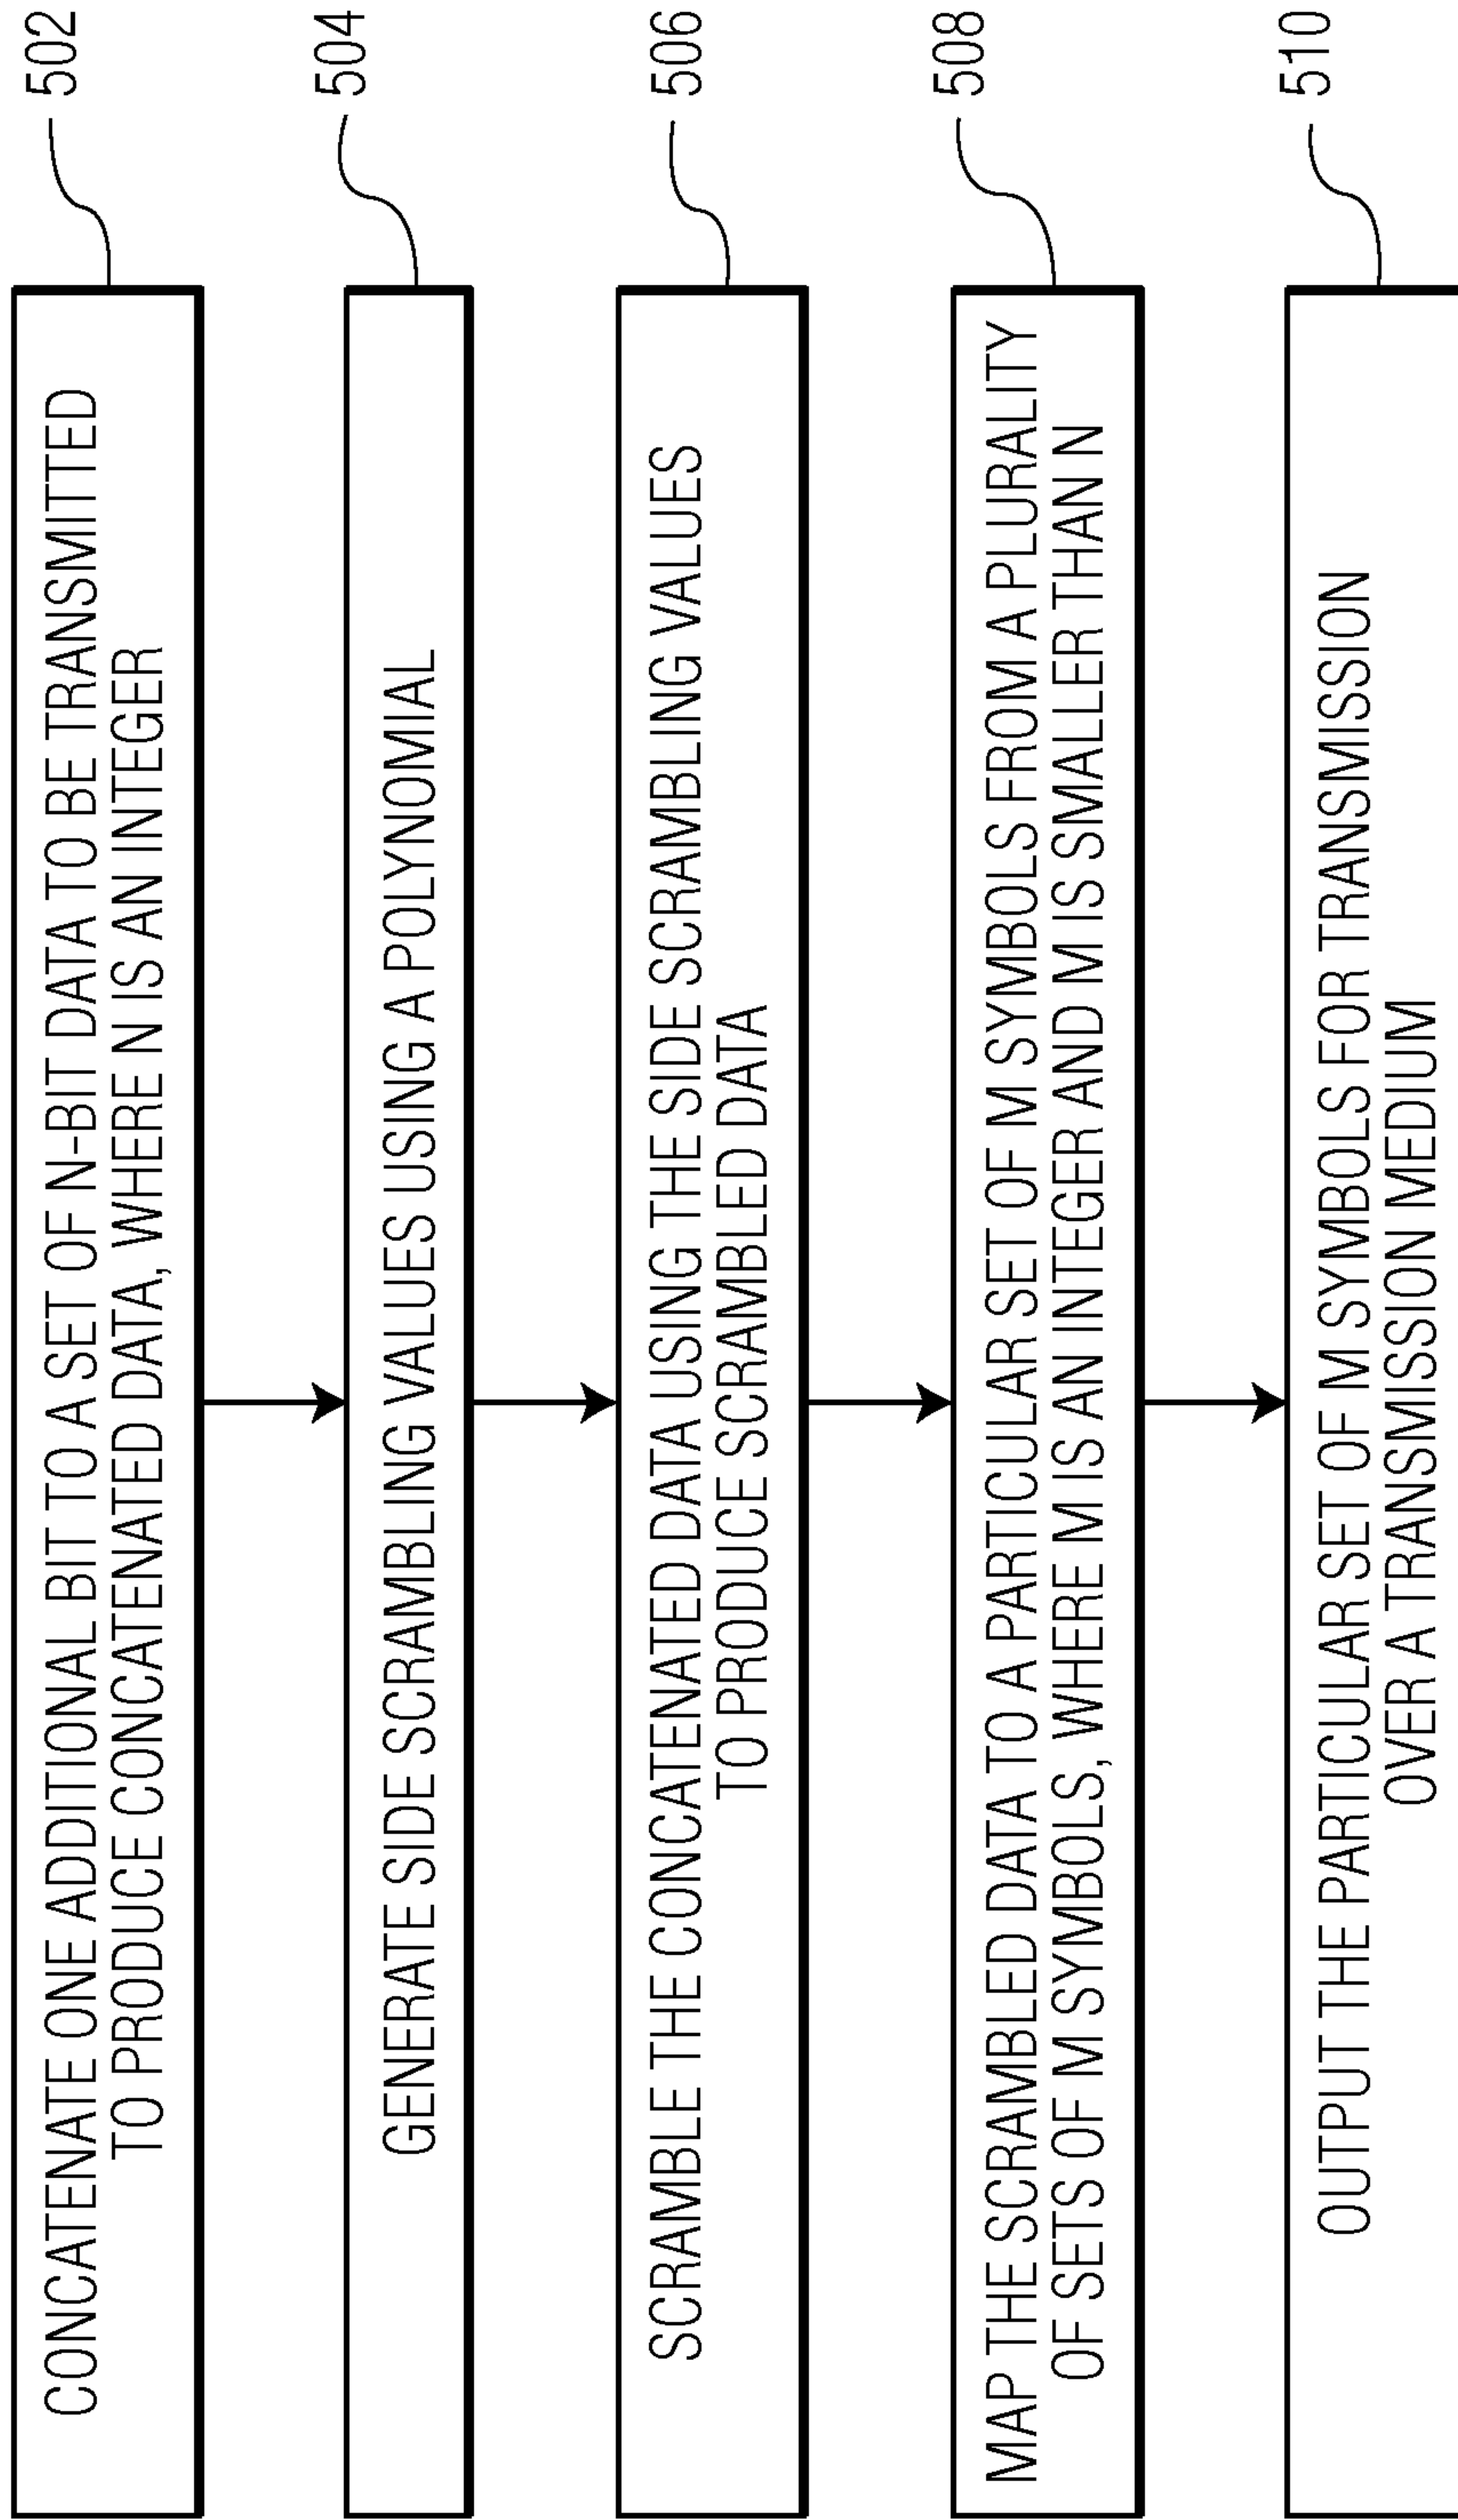 CONCATENATE ONE ADDITIONAL BIT TO A SET OF N-BIT DATA TO BE TRANSMITTED
TO PRODUCE CONCATENATED DATA, WHERE N IS AN INTEGER
502
GENERATE SIDE SCRAMBLING VALUES USING A POLYNOMIAL
504
SCRAMBLE THE CONCATENATED DATA USING THE SIDE SCRAMBLING VALUES
TO PRODUCE SCRAMBLED DATA
506
MAP THE SCRAMBLED DATA TO A PARTICULAR SET OF M SYMBOLS FROM A PLURALITY
OF SETS OF M SYMBOLS, WHERE M IS AN INTEGER AND M IS SMALLER THAN N
508
OUTPUT THE PARTICULAR SET OF M SYMBOLS FOR TRANSMISSION
OVER A TRANSMISSION MEDIUM
510